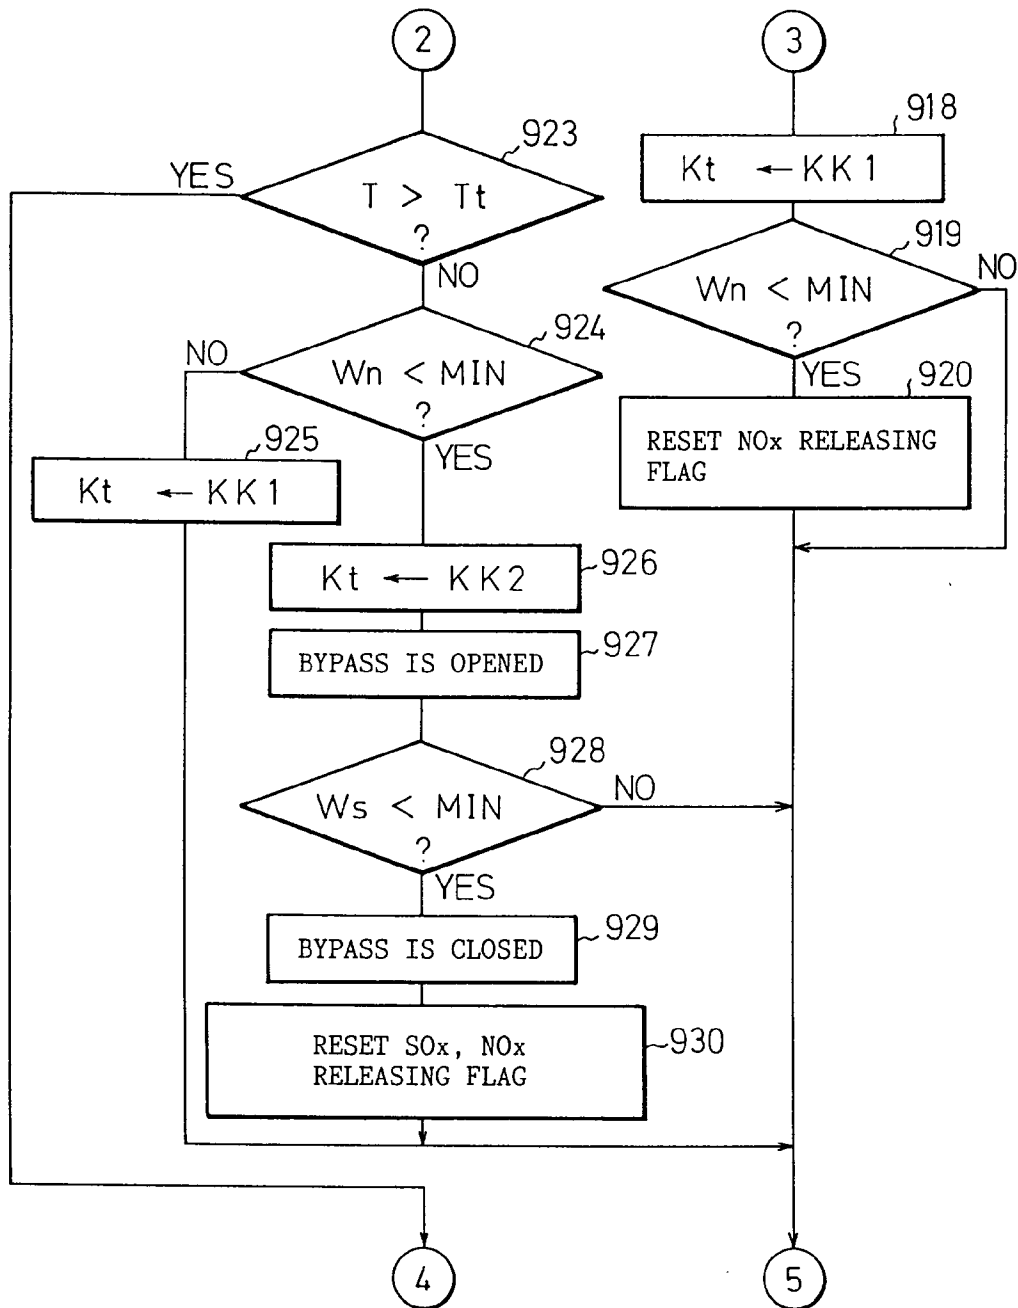 2
923
YES
T > Tt
?
NO
924
NO
Wn < MIN
?
YES
925
Kt ← KK1
Kt ← KK2
926
BYPASS IS OPENED
927
928
Ws < MIN
?
NO
YES
BYPASS IS CLOSED
929
RESET SOx, NOx
RELEASING FLAG
930
4
3
918
Kt ← KK1
919
Wn < MIN
?
NO
YES
920
RESET NOx RELEASING
FLAG
5